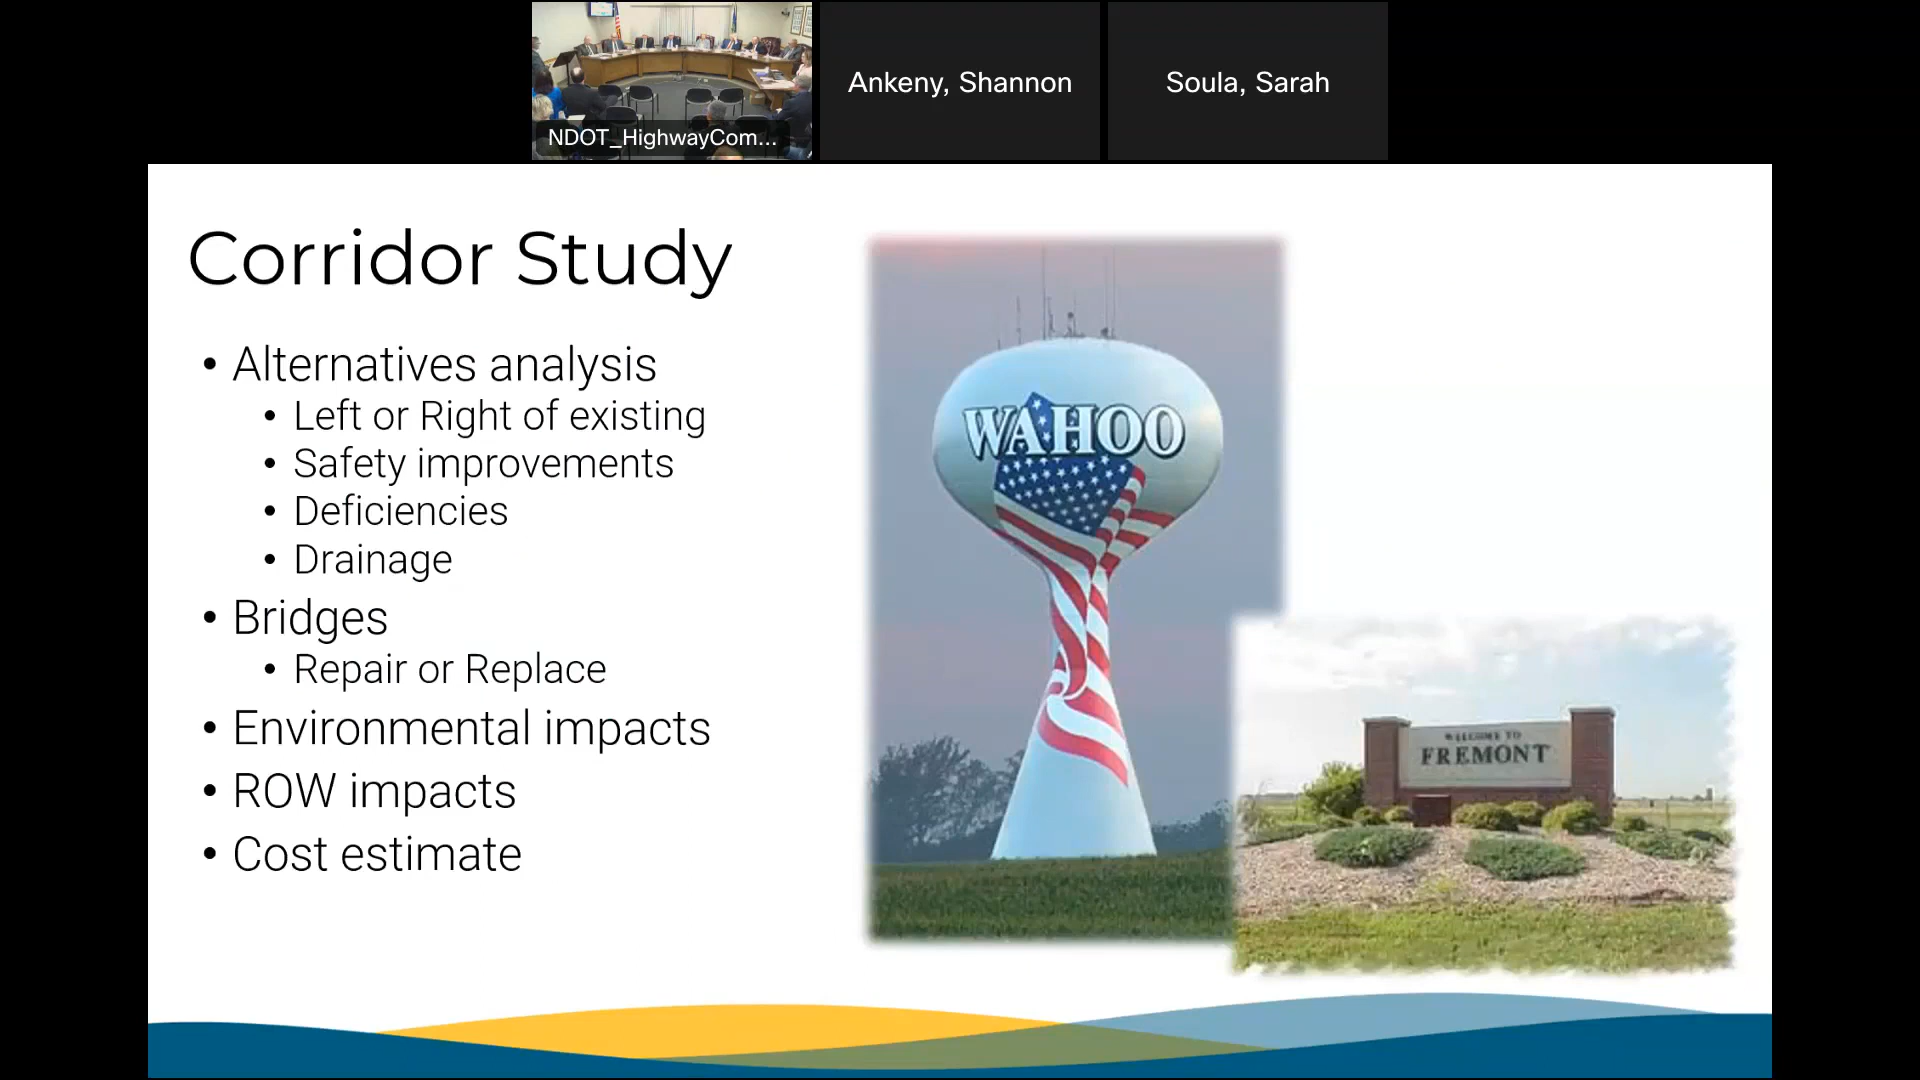 NDOT_HighwayCom...
Ankeny, Shannon
Soula, Sarah
Corridor Study
• Alternatives analysis
• Left or Right of existing
• Safety improvements
• Deficiencies
• Drainage
• Bridges
• Repair or Replace
• Environmental impacts
• ROW impacts
• Cost estimate
WAHOO
WELCOME TO
FREMONT